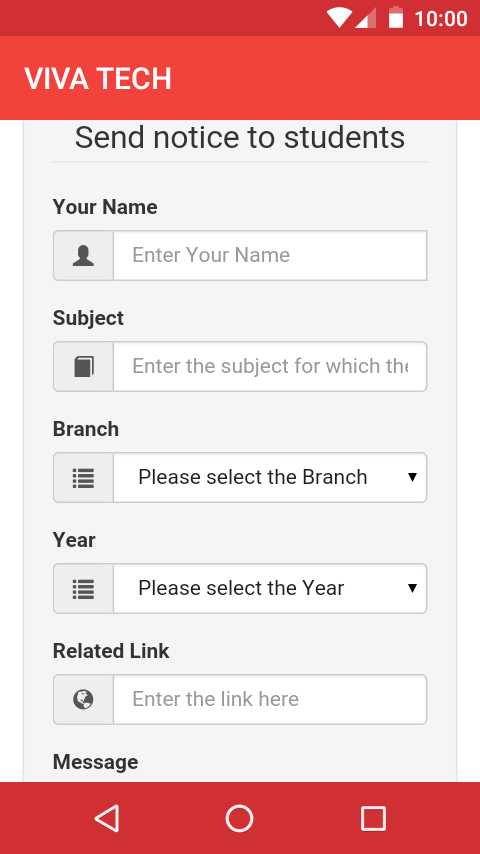 10:00
VIVA TECH
Send notice to students
Your Name
Enter Your Name
Subject
Enter the subject for which the
Branch
Please select the Branch
Year
Please select the Year
Related Link
Enter the link here
Message